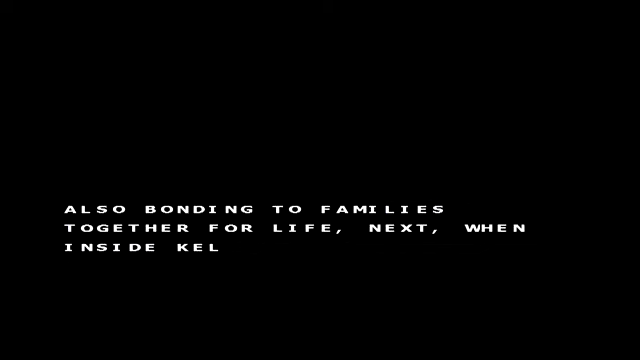 ALSO BONDING TO FAMILIES
TOGETHER FOR LIFE, NEXT, WHEN
INSIDE KEL